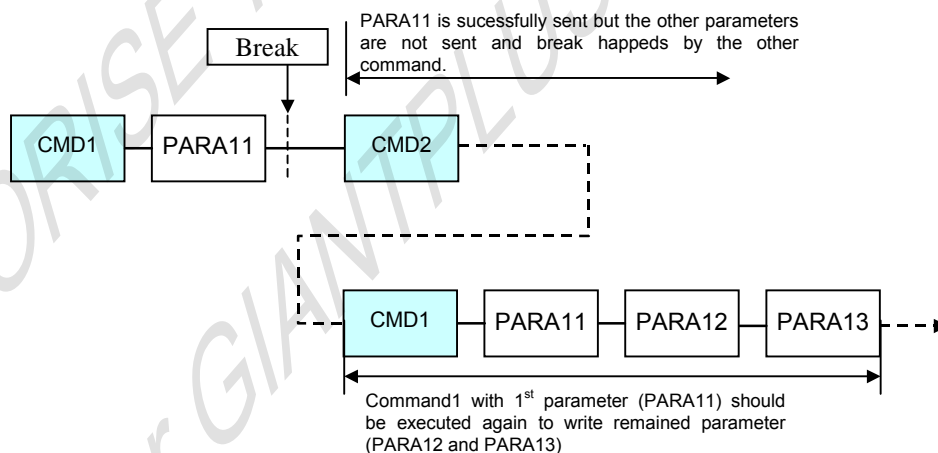 PARA11 is sucessfully sent but the other parameters
are not sent and break happeds by the other
command.
Break
CMD1
PARA11
CMD2
CMD1
PARA11
PARA12
PARA13
Command1 with 1st parameter (PARA11) should
be executed again to write remained parameter
(PARA12 and PARA13)